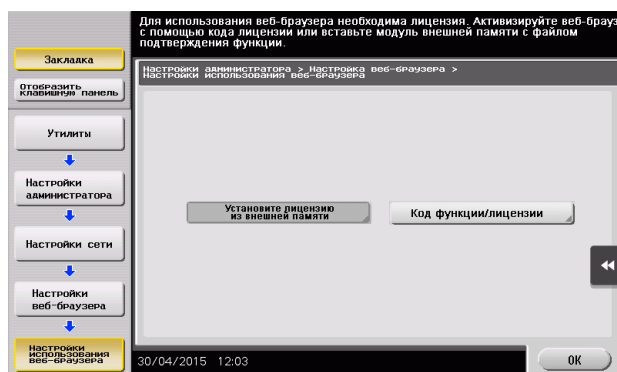 Для использования веб-браузера необходима лицензия. Активизируйте веб-брауз
с помощью кода лицензии или вставьте модуль внешней памяти с файлом
подтверждения функции.
Закладка
Отобразить
клавишную панель
Настройки администратора > Настройка веб-браузера >
Настройки использования веб-браузера
Утилиты
Настройки
администратора
Установите лицензию
из внешней памяти
Код функции/лицензии
Настройки сети
Настройки
веб-браузера
Настройки
использования
веб-браузера
30/04/2015 12:03
OK